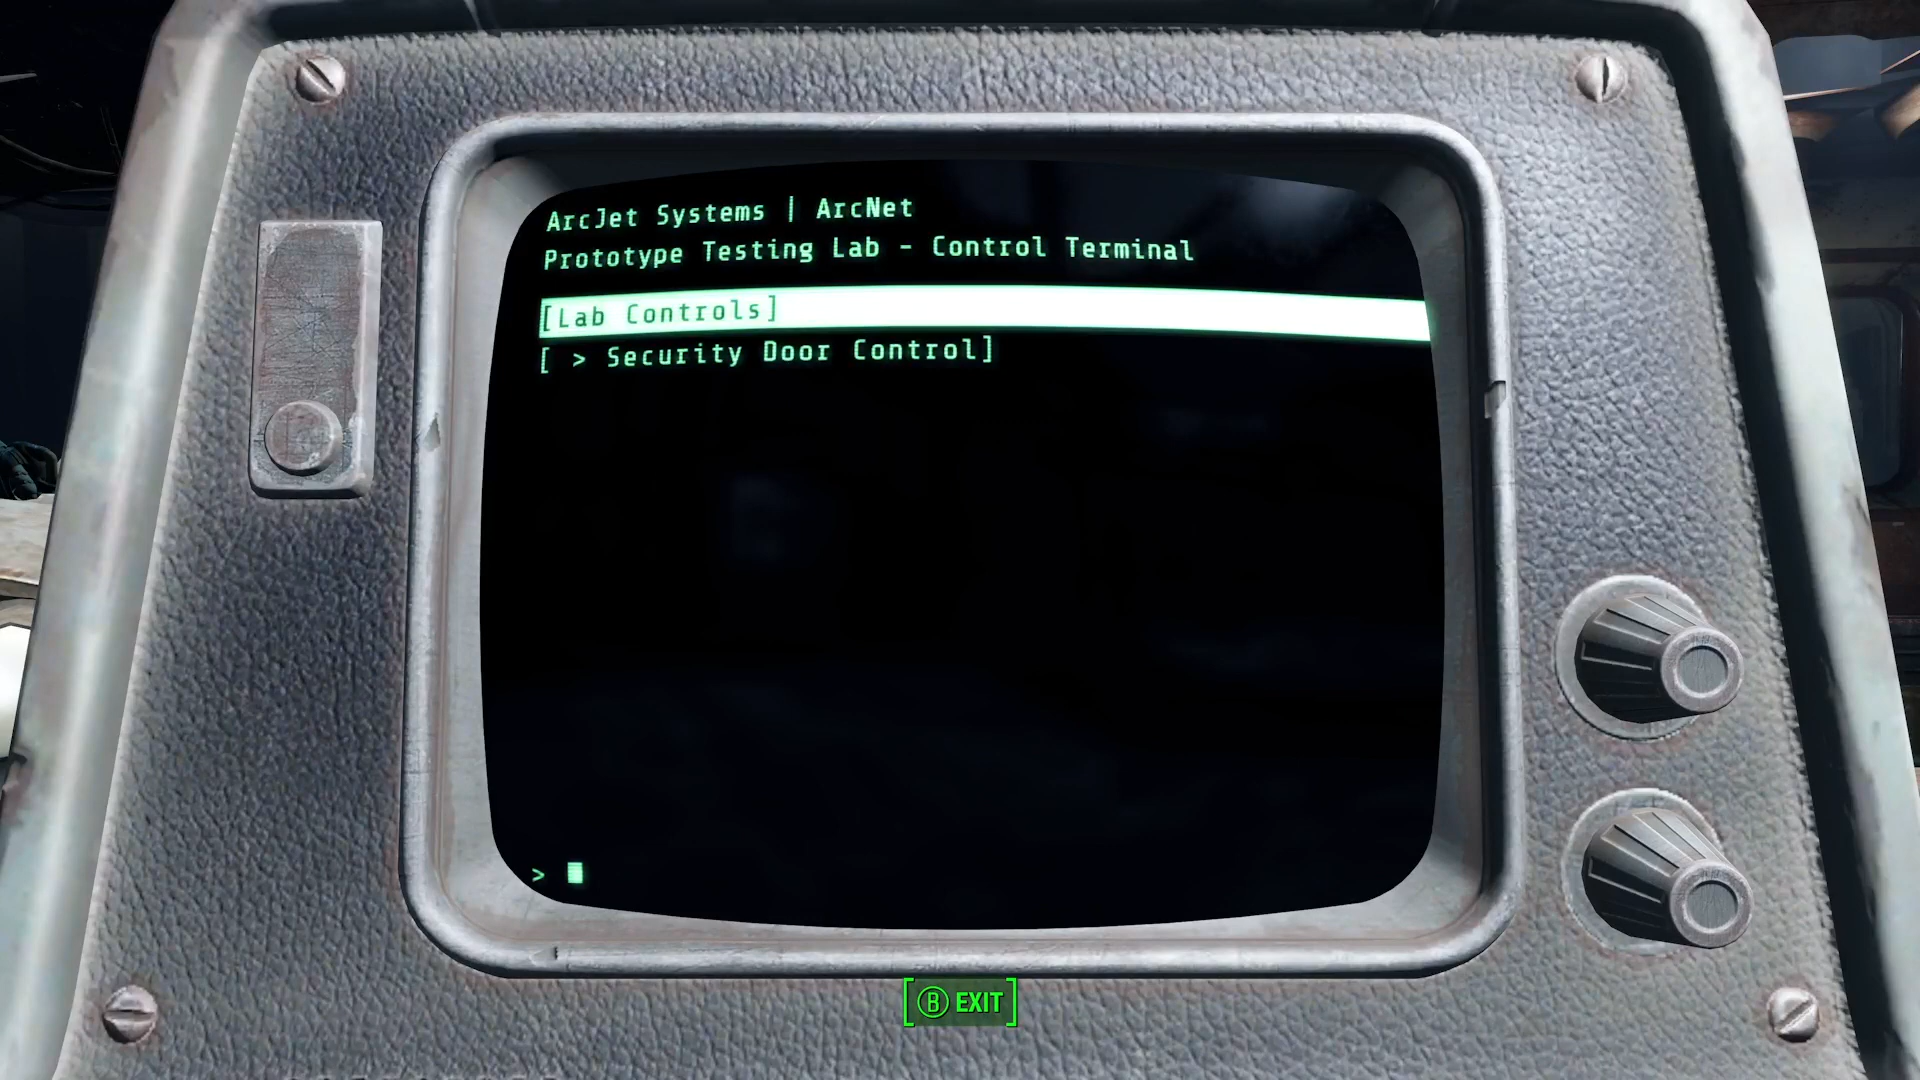 ArcJet Systems | ArcNet
Prototype Testing Lab - Control Terminal
[Lab Controls]
[ > Security Door Control]
>
[Ⓑ EXIT]